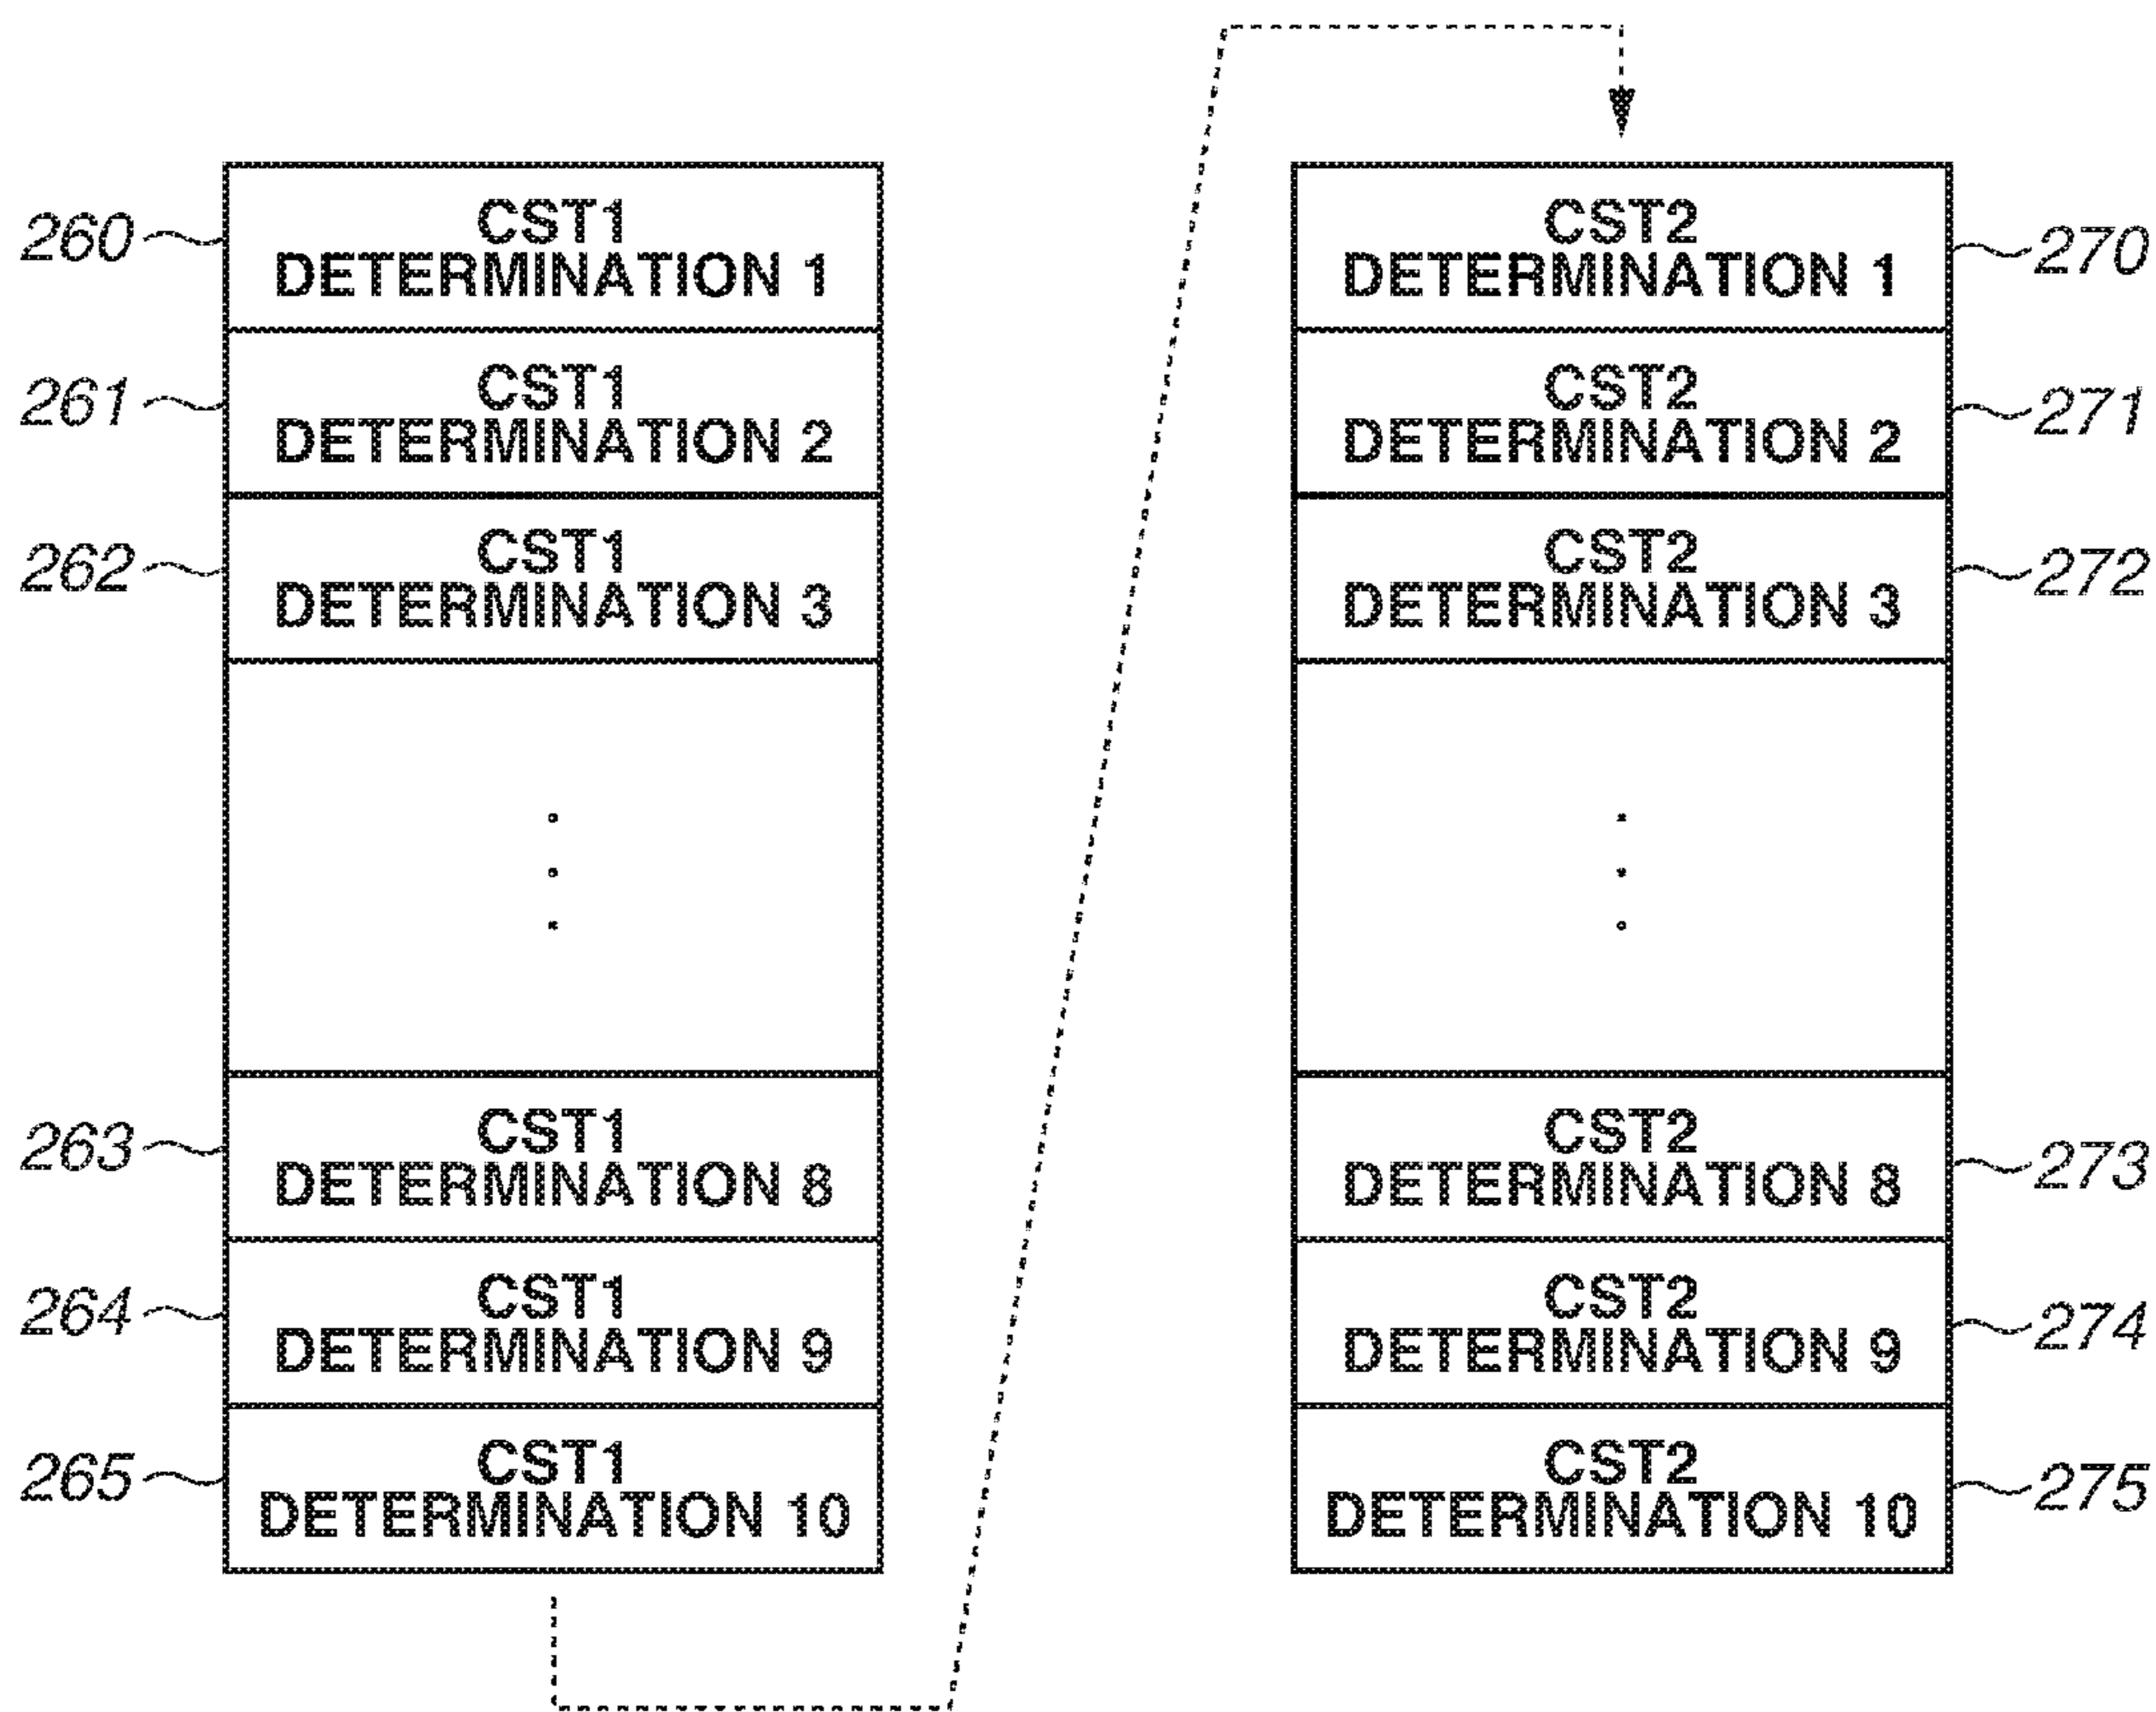 260
CST1
DETERMINATION 1
261
CST1
DETERMINATION 2
262
CST1
DETERMINATION 3
263
CST1
DETERMINATION 8
264
CST1
DETERMINATION 9
265
CST1
DETERMINATION 10
CST2
DETERMINATION 1
270
CST2
DETERMINATION 2
271
CST2
DETERMINATION 3
272
CST2
DETERMINATION 8
273
CST2
DETERMINATION 9
274
CST2
DETERMINATION 10
275